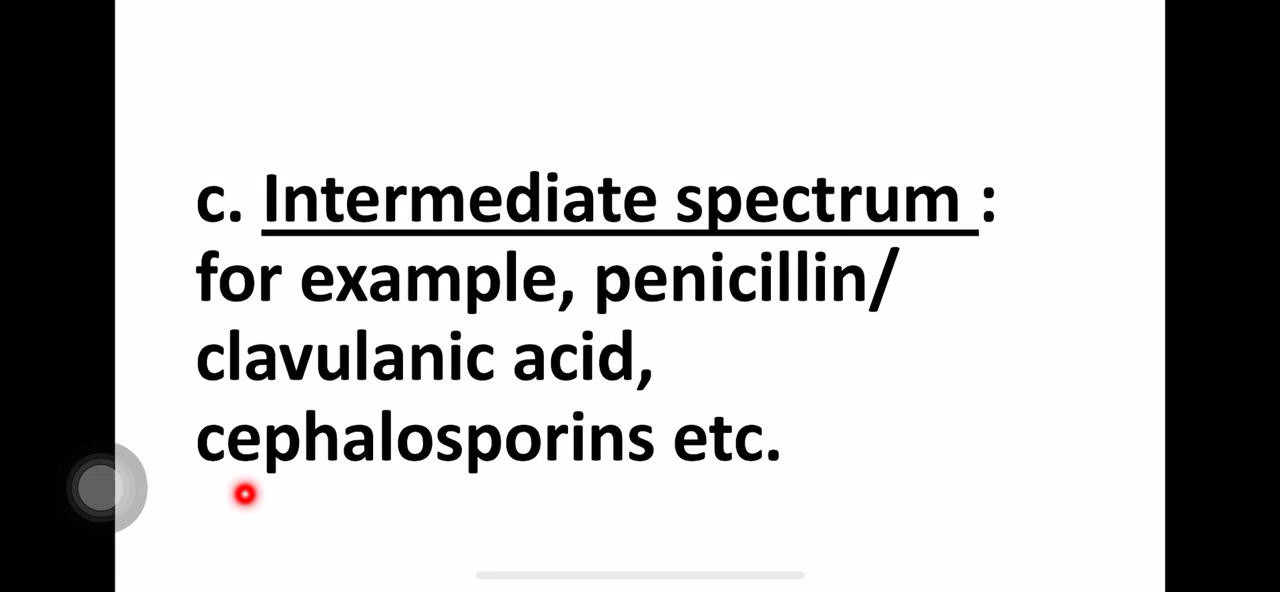 c. Intermediate spectrum :
for example, penicillin/
clavulanic acid,
cephalosporins etc.